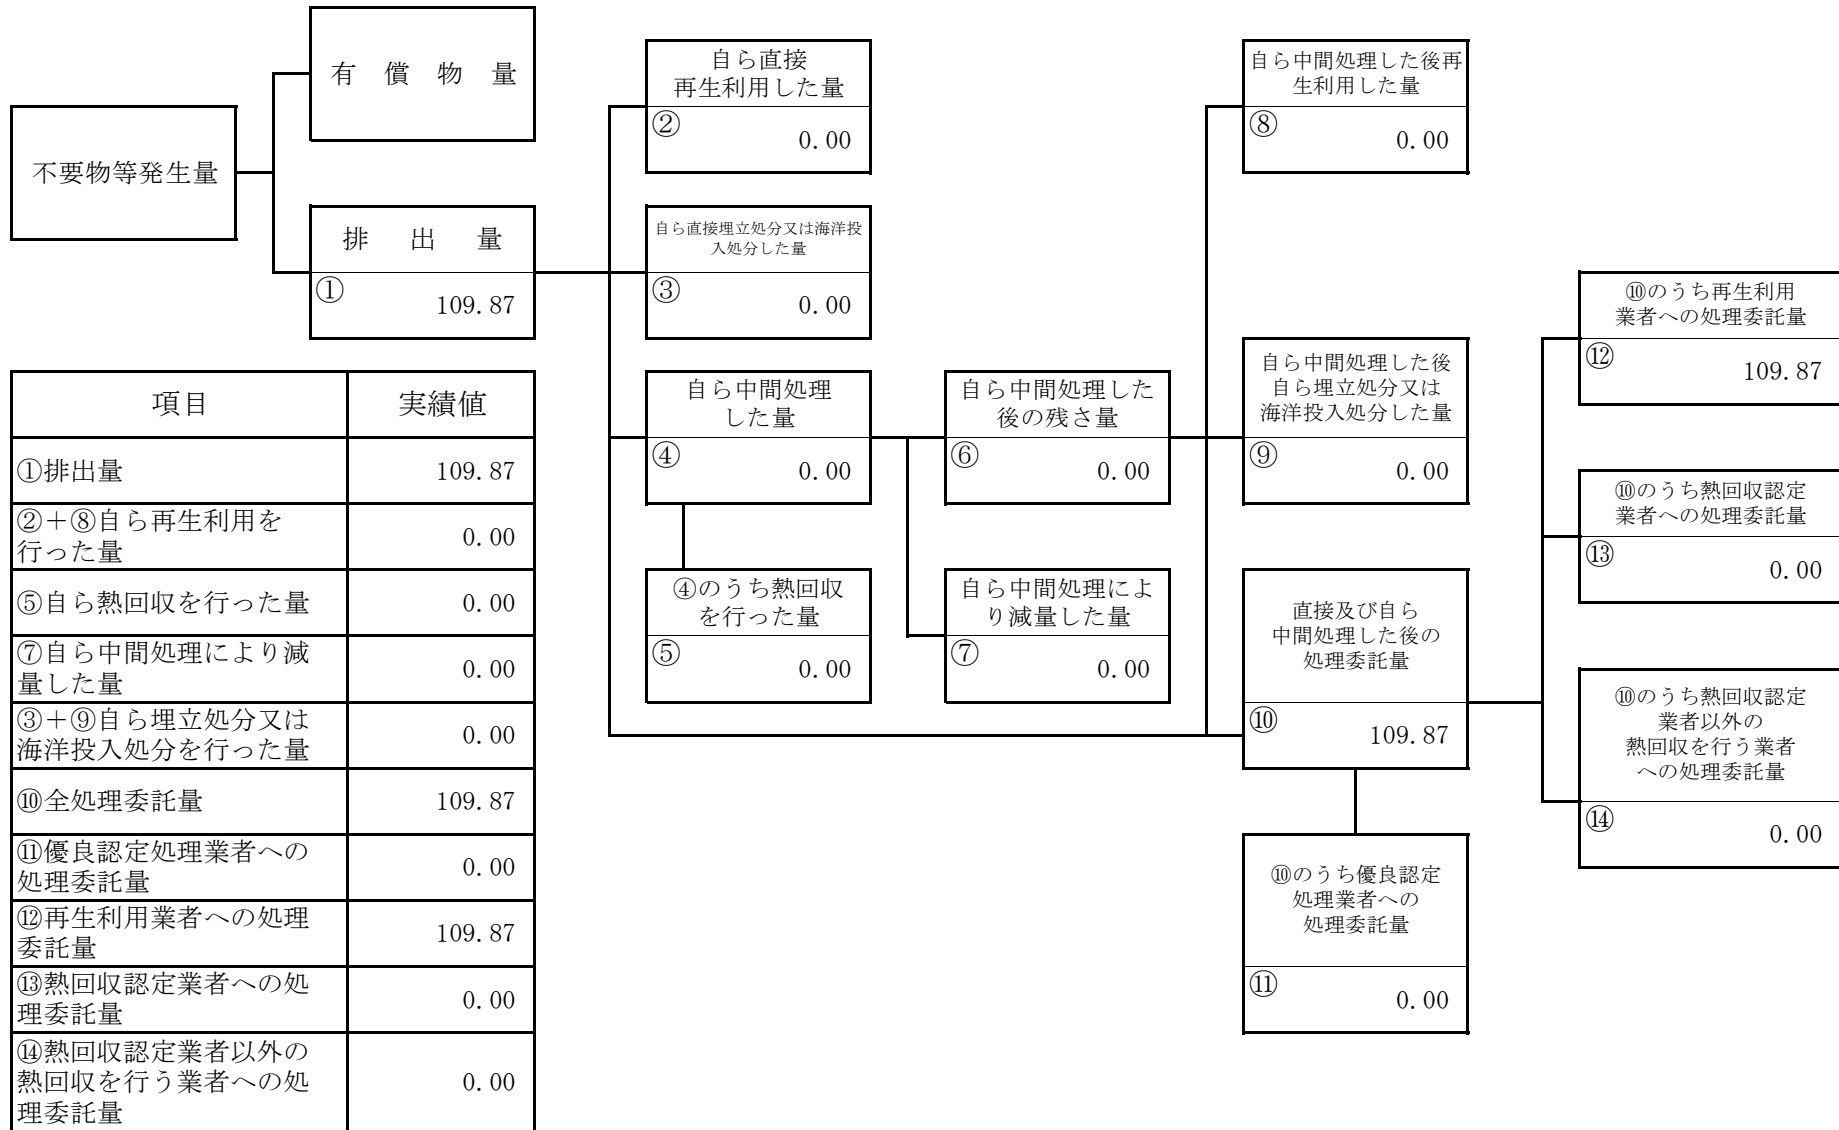 不要物等発生量
有償物量
排出量
①
109.87
自ら直接
再生利用した量
②
0.00
自ら直接埋立処分又は海洋投
入処分した量
③
0.00
自ら中間処理
した量
④
0.00
④のうち熱回収
を行った量
⑤
0.00
自ら中間処理した
後の残さ量
⑥
0.00
自ら中間処理によ
り減量した量
⑦
0.00
自ら中間処理した後再
生利用した量
⑧
0.00
自ら中間処理した後
自ら埋立処分又は
海洋投入処分した量
⑨
0.00
直接及び自ら
中間処理した後の
処理委託量
⑩
109.87
⑩のうち優良認定
処理業者への
処理委託量
⑪
0.00
⑩のうち再生利用
業者への処理委託量
⑫
109.87
⑩のうち熱回収認定
業者への処理委託量
⑬
0.00
⑩のうち熱回収認定
業者以外の
熱回収を行う業者
への処理委託量
⑭
0.00
項目 実績値
①排出量 109.87
②＋⑧自ら再生利用を
行った量 0.00
⑤自ら熱回収を行った量 0.00
⑦自ら中間処理により減
量した量 0.00
③＋⑨自ら埋立処分又は
海洋投入処分を行った量 0.00
⑩全処理委託量 109.87
⑪優良認定処理業者への
処理委託量 0.00
⑫再生利用業者への処理
委託量 109.87
⑬熱回収認定業者への処
理委託量 0.00
⑭熱回収認定業者以外の
熱回収を行う業者への処 0.00
理委託量